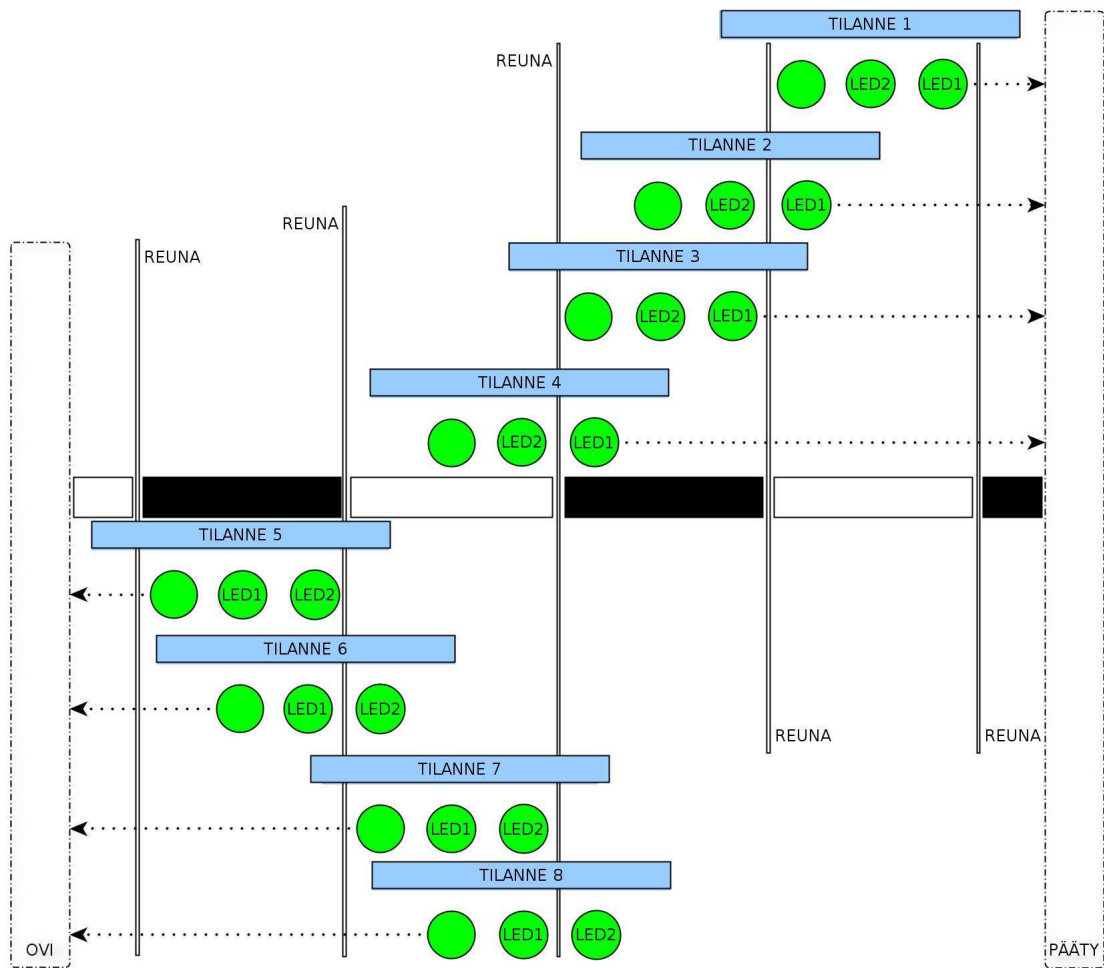 TILANNE 1
REUNA
LED2 LED1
TILANNE 2
LED2 LED1
REUNA
REUNA
TILANNE 3
LED2 LED1
TILANNE 4
LED2 LED1
TILANNE 5
LED1 LED2
TILANNE 6
LED1 LED2
REUNA REUNA
TILANNE 7
LED1 LED2
TILANNE 8
LED1 LED2
OVI
PÄÄTY